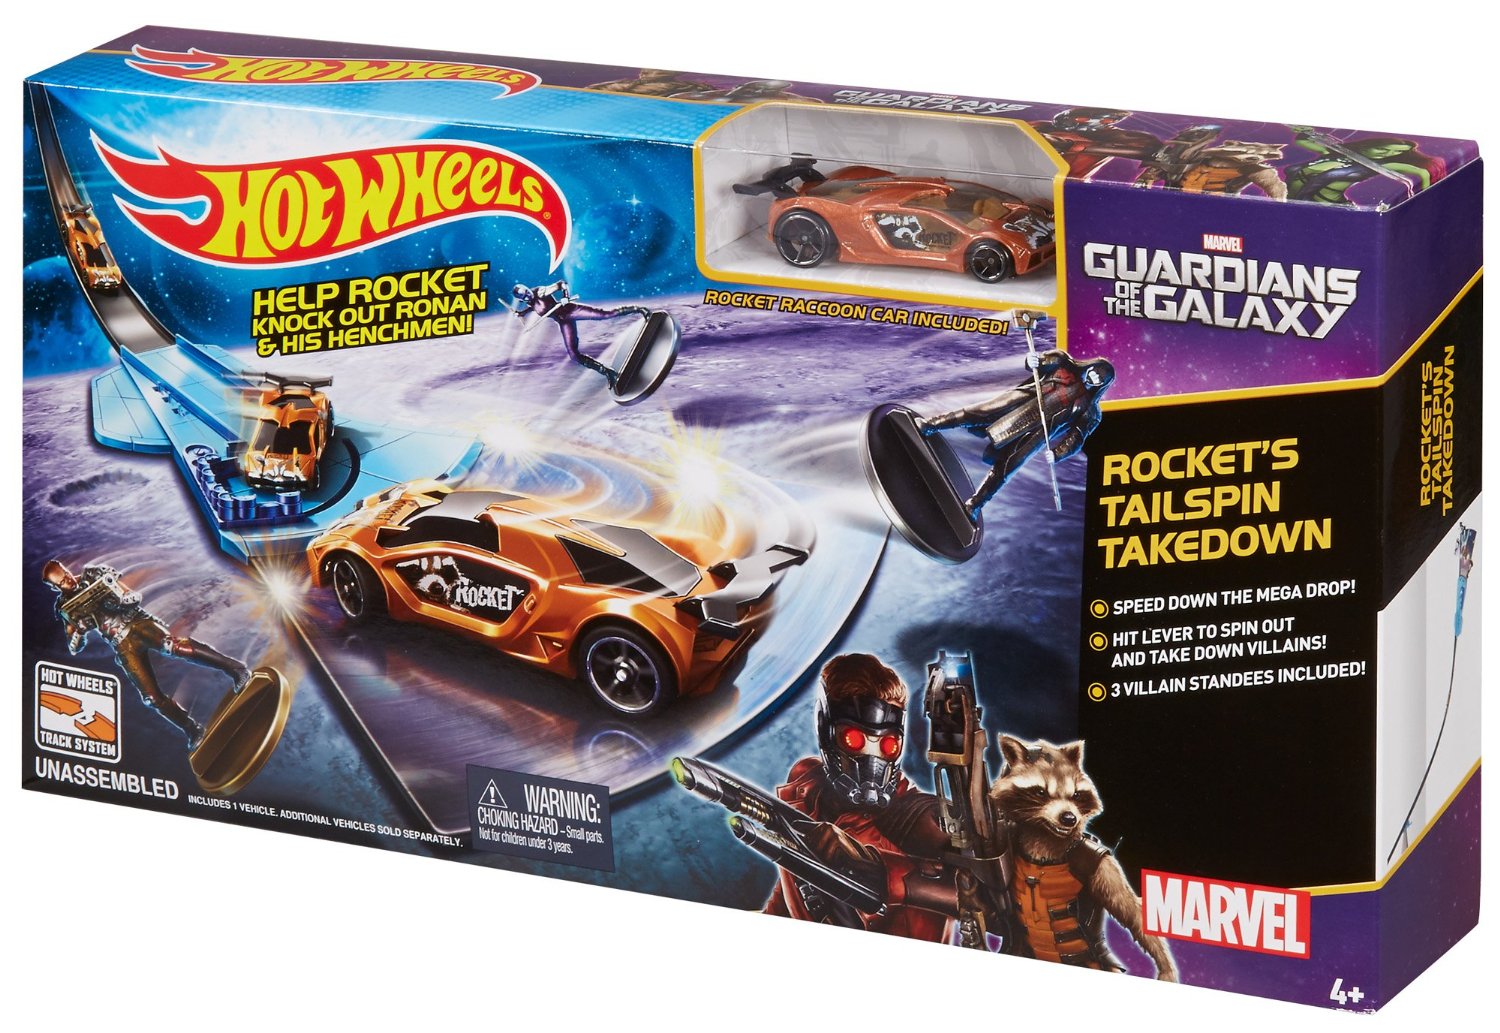 HOT WHEELS
MARVEL
GUARDIANS
OF THE GALAXY
HOT WHEELS®
HELP ROCKET
KNOCK OUT RONAN
& HIS HENCHMEN!
ROCKET
ROCKET RACCOON CAR INCLUDED!
MARVEL
GUARDIANS
OF THE GALAXY
ROCKET'S
TAILSPIN
TAKEDOWN
SPEED DOWN THE MEGA DROP!
HIT LEVER TO SPIN OUT
AND TAKE DOWN VILLAINS!
3 VILLAIN STANDEES INCLUDED!
ROCKET'S
TAILSPIN
TAKEDOWN
ROCKET
HOT WHEELS
TRACK SYSTEM
UNASSEMBLED
INCLUDES 1 VEHICLE. ADDITIONAL VEHICLES SOLD SEPARATELY.
WARNING:
CHOKING HAZARD – Small parts.
Not for children under 3 years.
MARVEL
4+